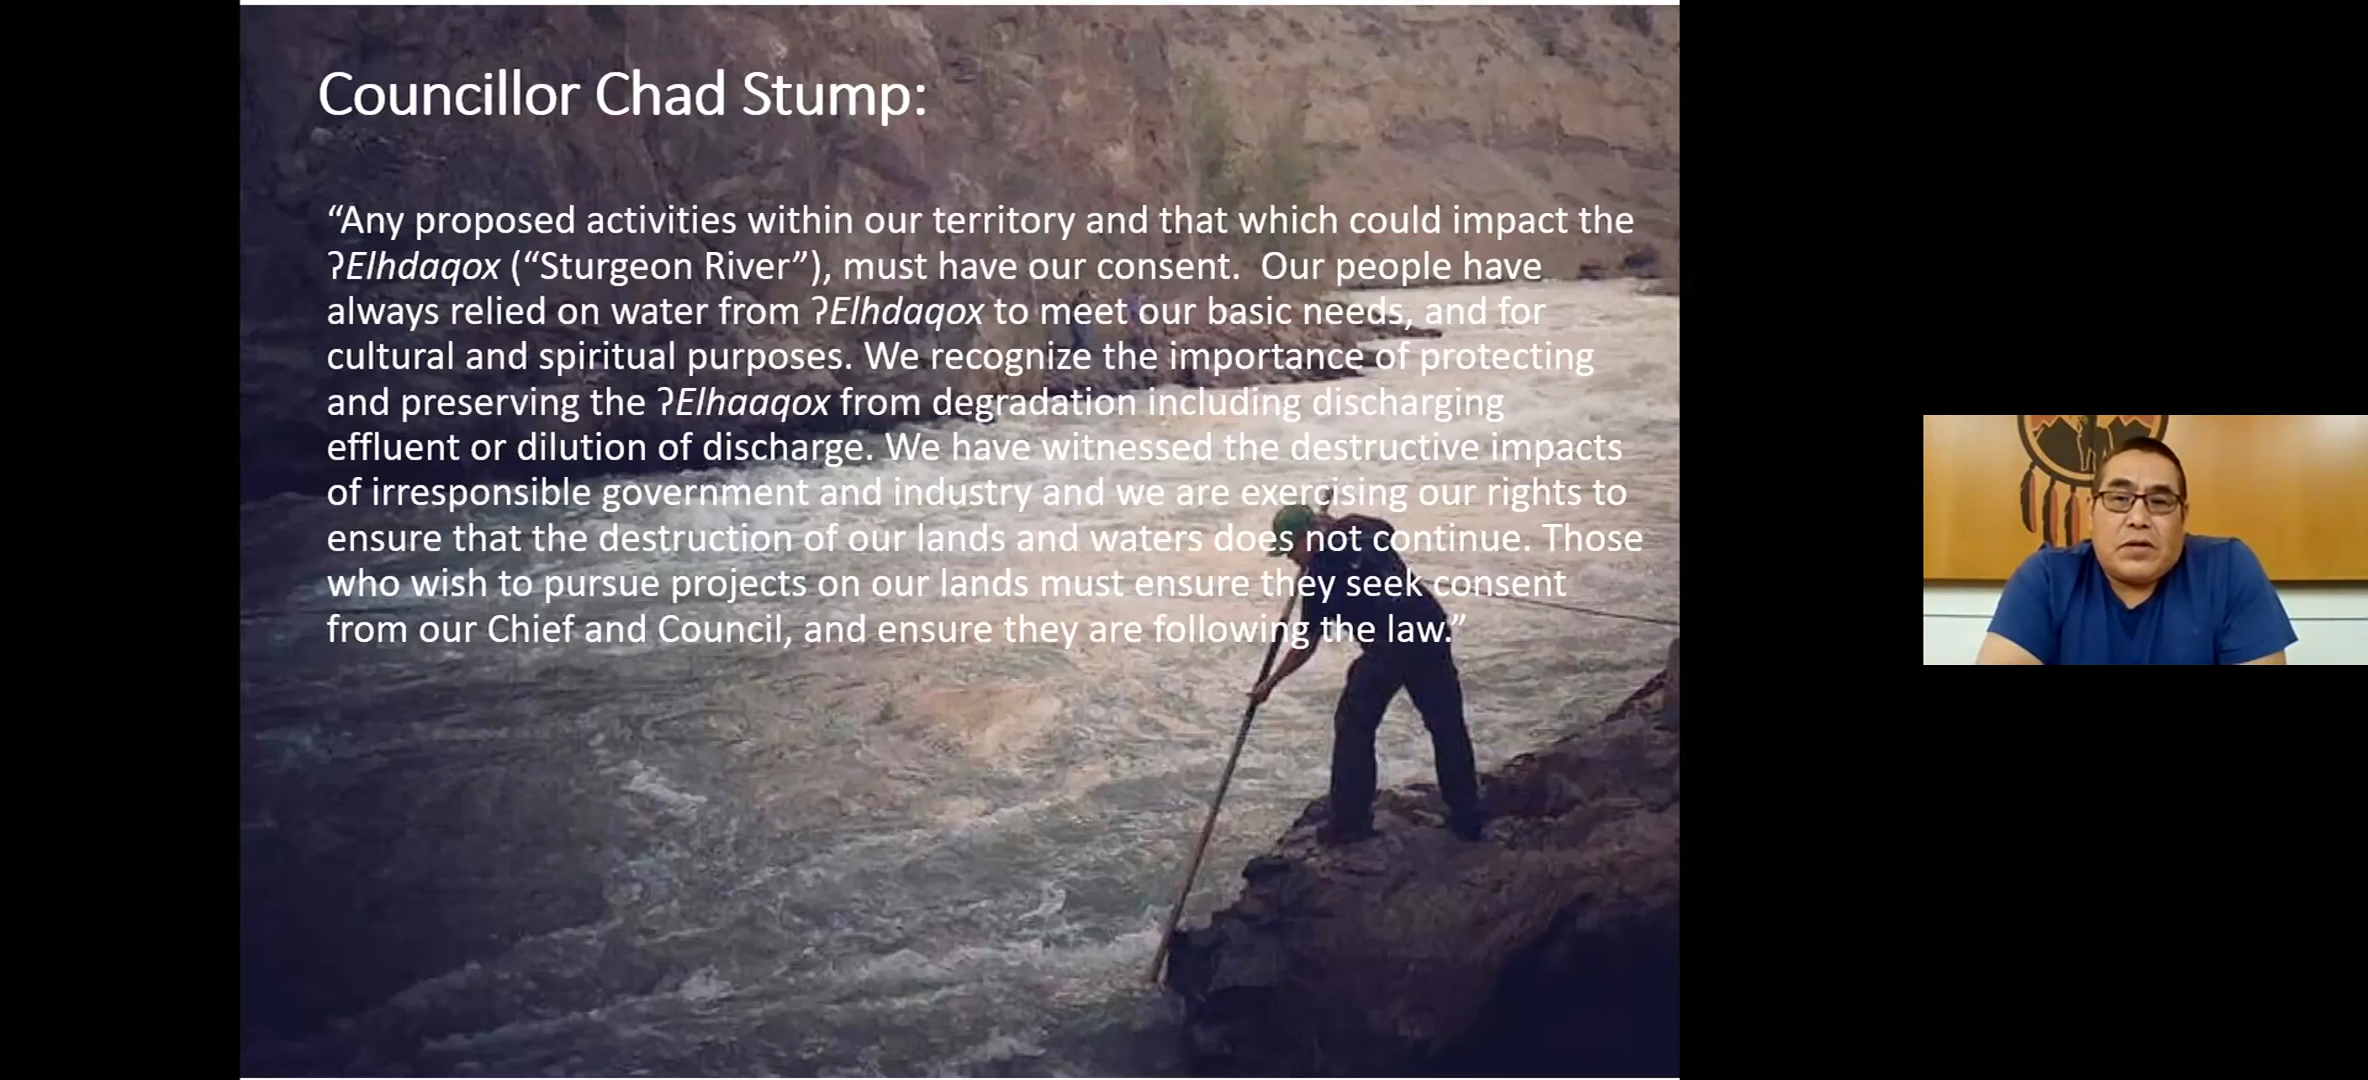 Councillor Chad Stump:
“Any proposed activities within our territory and that which could impact the
ʔElhdaqox (“Sturgeon River”), must have our consent.  Our people have
always relied on water from ʔElhdaqox to meet our basic needs, and for
cultural and spiritual purposes. We recognize the importance of protecting
and preserving the ʔElhaaqox from degradation including discharging
effluent or dilution of discharge. We have witnessed the destructive impacts
of irresponsible government and industry and we are exercising our rights to
ensure that the destruction of our lands and waters does not continue. Those
who wish to pursue projects on our lands must ensure they seek consent
from our Chief and Council, and ensure they are following the law.”